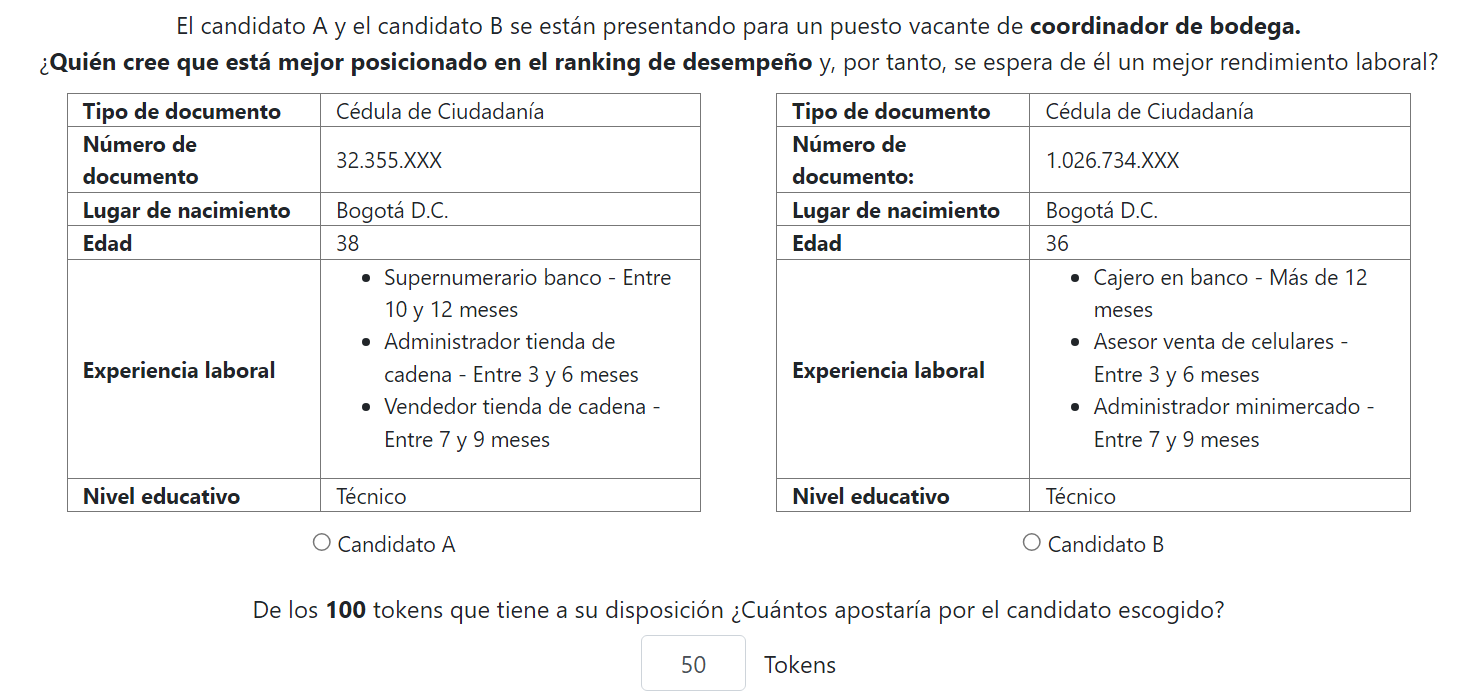 El candidato A y el candidato B se están presentando para un puesto vacante de coordinador de bodega.
¿Quién cree que está mejor posicionado en el ranking de desempeño y, por tanto, se espera de él un mejor rendimiento laboral?
Tipo de documento
Cédula de Ciudadanía
Número de
documento
32.355.XXX
Lugar de nacimiento
Bogotá D.C.
Edad
38
Experiencia laboral
• Supernumerario banco - Entre
10 y 12 meses
• Administrador tienda de
cadena - Entre 3 y 6 meses
• Vendedor tienda de cadena -
Entre 7 y 9 meses
Nivel educativo
Técnico
Candidato A
Tipo de documento
Cédula de Ciudadanía
Número de
documento:
1.026.734.XXX
Lugar de nacimiento
Bogotá D.C.
Edad
36
Experiencia laboral
• Cajero en banco - Más de 12
meses
• Asesor venta de celulares -
Entre 3 y 6 meses
• Administrador minimercado -
Entre 7 y 9 meses
Nivel educativo
Técnico
Candidato B
De los 100 tokens que tiene a su disposición ¿Cuántos apostaría por el candidato escogido?
50 Tokens